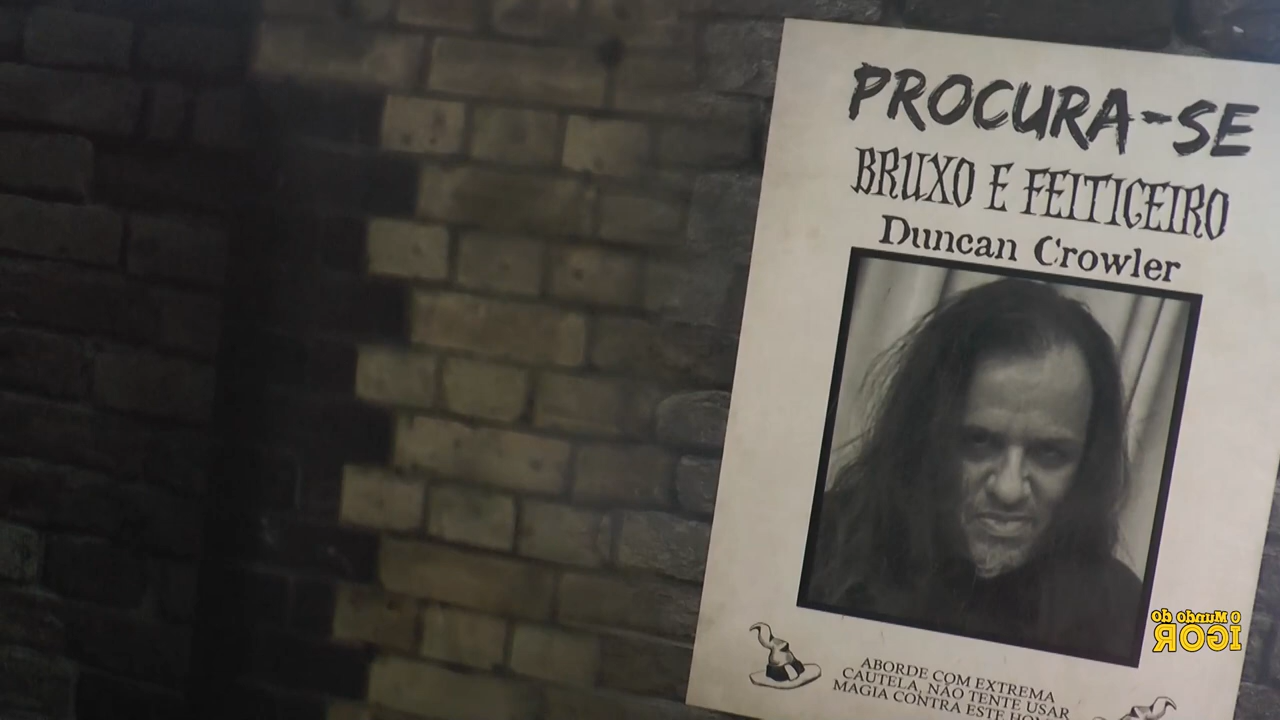 PROCURA-SE
BRUXO E FEITICEIRO
Duncan Crowler
ABORDE COM EXTREMA
CAUTELA, NÃO TENTE USAR
MAGIA CONTRA ESTE
O Mundo do
IGOR